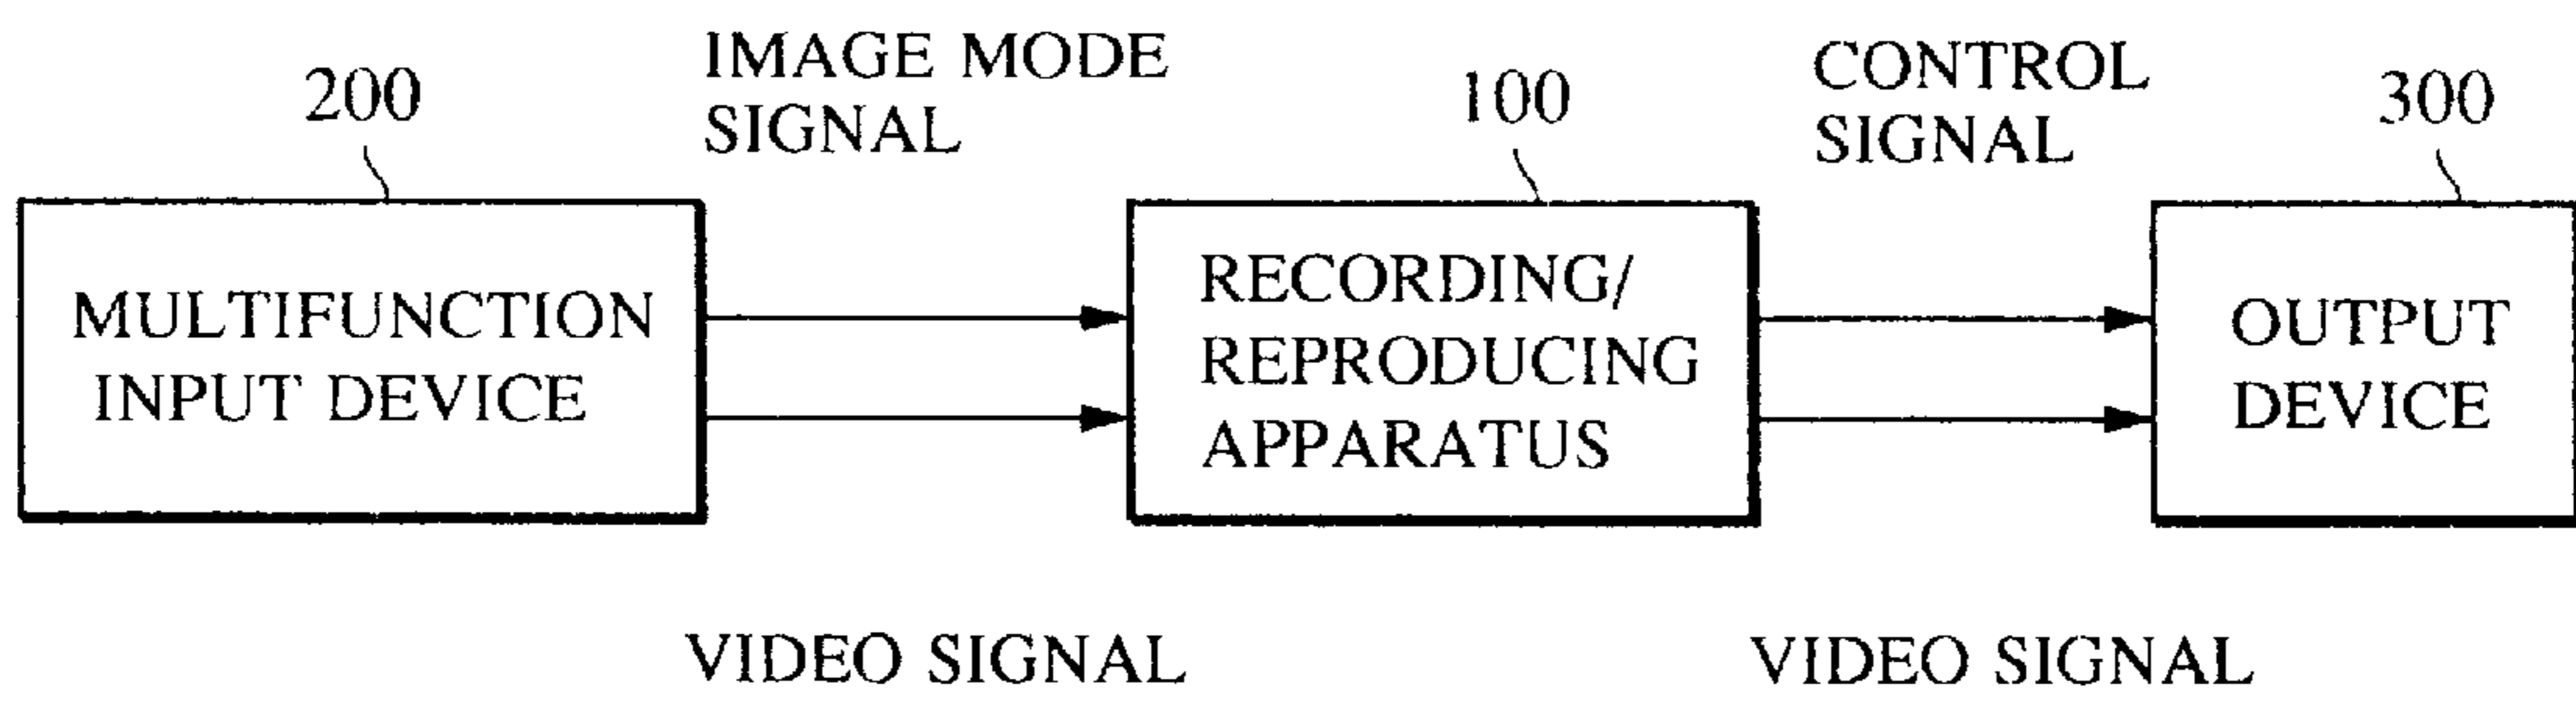 200
IMAGE MODE
SIGNAL
100
CONTROL
SIGNAL
300
MULTIFUNCTION
INPUT DEVICE
RECORDING/
REPRODUCING
APPARATUS
OUTPUT
DEVICE
VIDEO SIGNAL
VIDEO SIGNAL